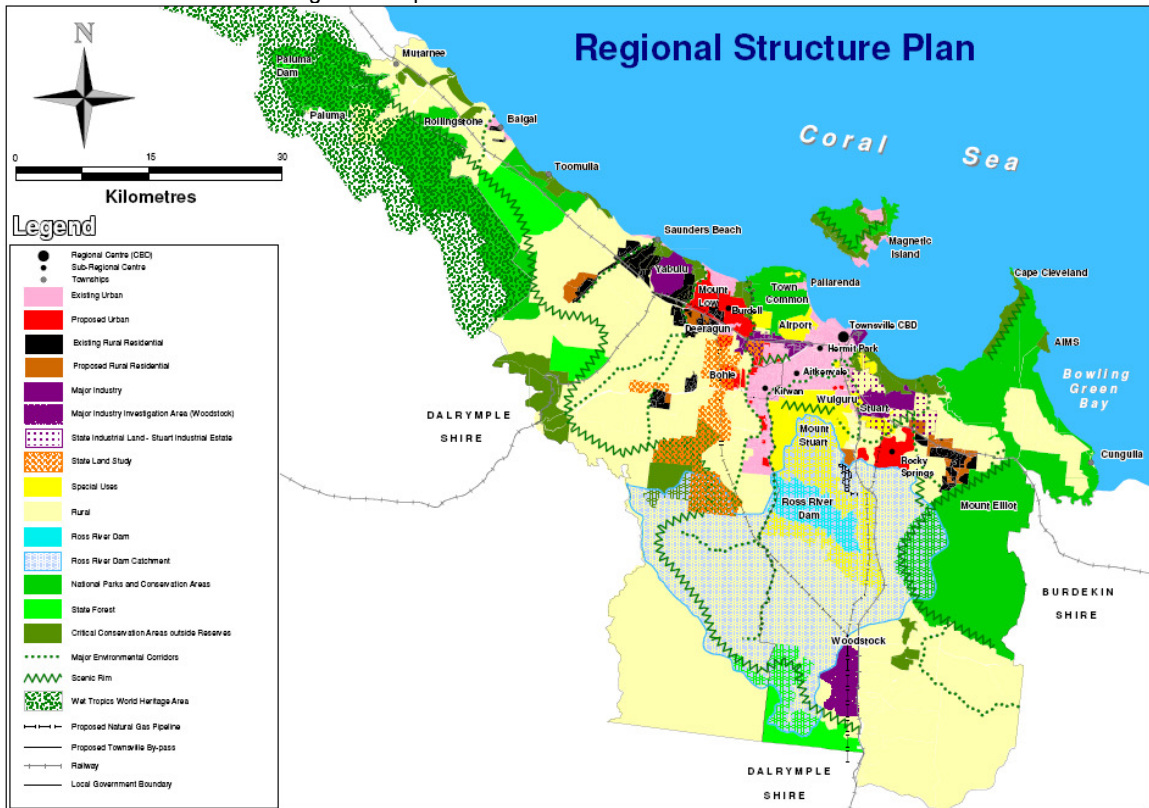 Regional Structure Plan
N
0 15 30
Kilometres
Legend
Regional Centre (CBD)
Sub-Regional Centre
Townships
Existing Urban
Proposed Urban
Existing Rural Residential
Proposed Rural Residential
Major Industry
Major Industry Investigation Area (Woodstock)
State Industrial Land - Stuart Industrial Estate
State Land Study
Special Uses
Rural
Ross River Dam
Ross River Dam Catchment
National Parks and Conservation Areas
State Forest
Critical Conservation Areas outside Reserves
Major Environmental Corridors
Scenic Rim
Wet Tropics World Heritage Area
Proposed Natural Gas Pipeline
Proposed Townsville By-pass
Railway
Local Government Boundary
Mutarnee
Paluma
Dam
Paluma
Rollingstone
Balgal
Toomulla
Coral Sea
Saunders Beach
Magnetic
Island
Yabulu
Mount
Low
Burdell
Town
Common
Pallarenda
Cape Cleveland
Deeragun
Airport
Townsville CBD
Hermit Park
AIMS
Bohle
Aitkenvale
Kirwan
Bowling
Green
Bay
Wulguru
Stuart
DALRYMPLE
SHIRE
Mount
Stuart
Rocky
Springs
Cungulla
Ross River
Dam
Mount Elliot
BURDEKIN
SHIRE
Woodstock
DALRYMPLE
SHIRE